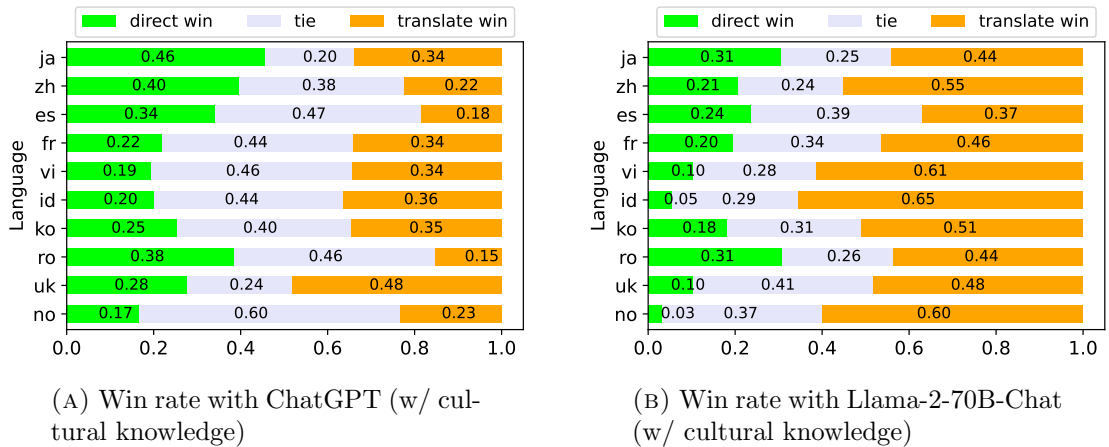 direct win tie translate win
ja 0.46 0.20 0.34
zh 0.40 0.38 0.22
es 0.34 0.47 0.18
fr 0.22 0.44 0.34
vi 0.19 0.46 0.34
id 0.20 0.44 0.36
ko 0.25 0.40 0.35
ro 0.38 0.46 0.15
uk 0.28 0.24 0.48
no 0.17 0.60 0.23
Language
0.0 0.2 0.4 0.6 0.8 1.0
(A) Win rate with ChatGPT (w/ cul-
tural knowledge)
direct win tie translate win
ja 0.31 0.25 0.44
zh 0.21 0.24 0.55
es 0.24 0.39 0.37
fr 0.20 0.34 0.46
vi 0.10 0.28 0.61
id 0.05 0.29 0.65
ko 0.18 0.31 0.51
ro 0.31 0.26 0.44
uk 0.10 0.41 0.48
no 0.03 0.37 0.60
Language
0.0 0.2 0.4 0.6 0.8 1.0
(B) Win rate with Llama-2-70B-Chat
(w/ cultural knowledge)